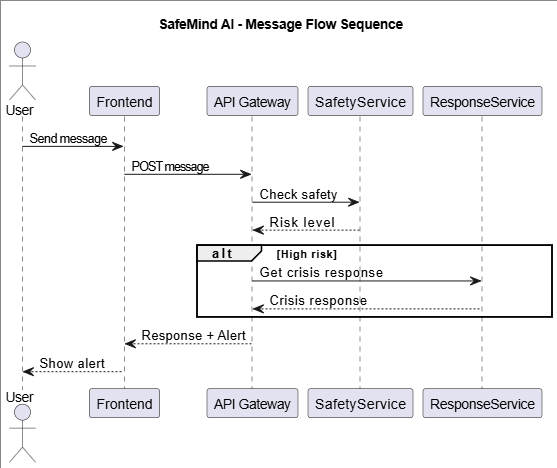 SafeMind AI - Message Flow Sequence
User
Frontend
API Gateway
SafetyService
ResponseService
Send message
POST message
Check safety
Risk level
alt
[High risk]
Get crisis response
Crisis response
Response + Alert
Show alert
User
Frontend
API Gateway
SafetyService
ResponseService